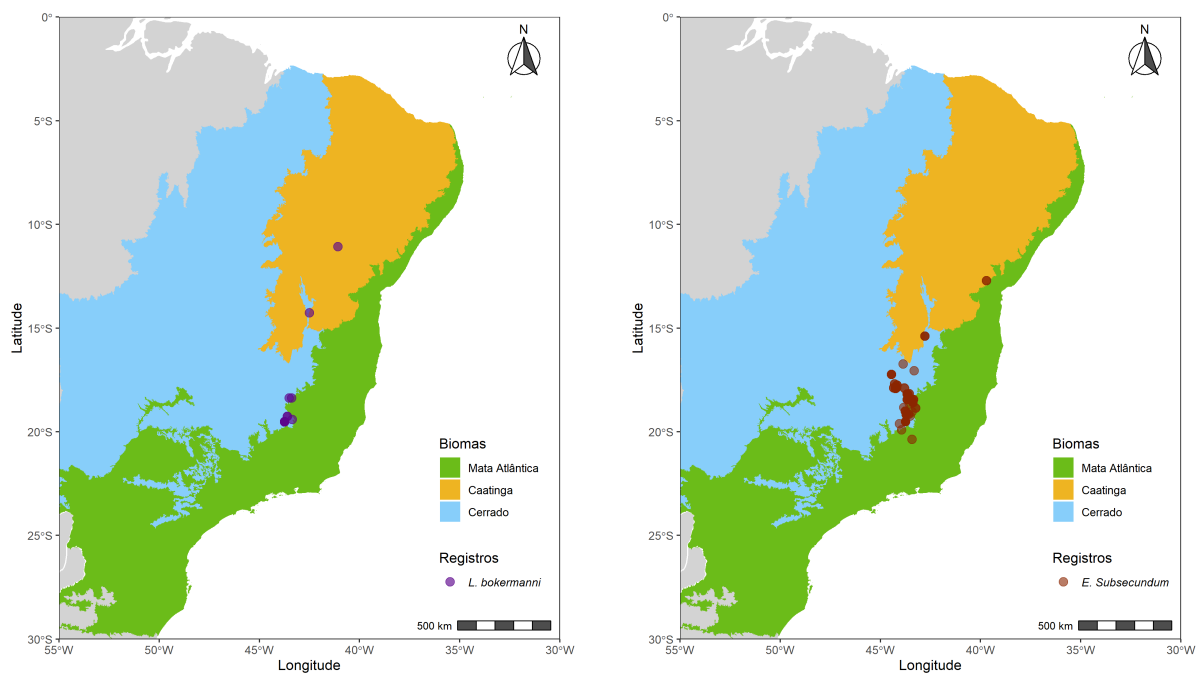 N
0°
5°S
10°S
15°S
20°S
25°S
30°S
Latitude
55°W
50°W
45°W
40°W
35°W
30°W
Longitude
Biomas
Mata Atlântica
Caatinga
Cerrado
Registros
L. bokermanni
500 km
N
0°
5°S
10°S
15°S
20°S
25°S
30°S
Latitude
55°W
50°W
45°W
40°W
35°W
30°W
Longitude
Biomas
Mata Atlântica
Caatinga
Cerrado
Registros
E. Subsecundum
500 km